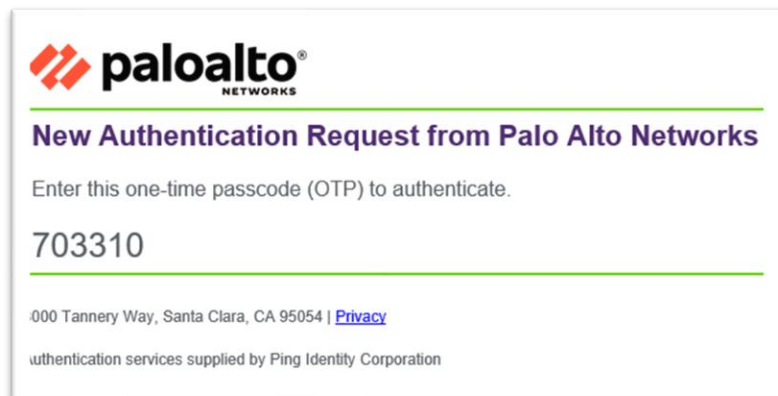 paloalto®
NETWORKS
New Authentication Request from Palo Alto Networks
Enter this one-time passcode (OTP) to authenticate.
703310
000 Tannery Way, Santa Clara, CA 95054 | Privacy
uthentication services supplied by Ping Identity Corporation